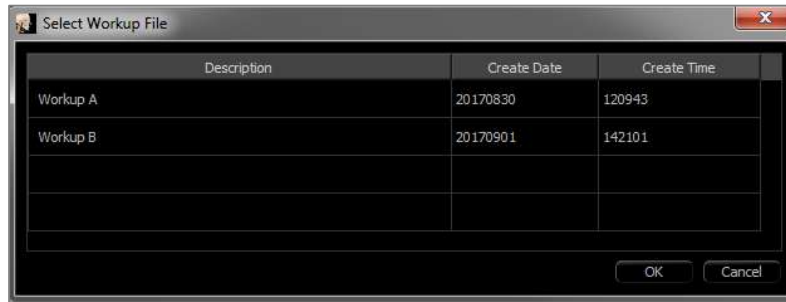 Select Workup File
Description Create Date Create Time
Workup A 20170830 120943
Workup B 20170901 142101
OK Cancel